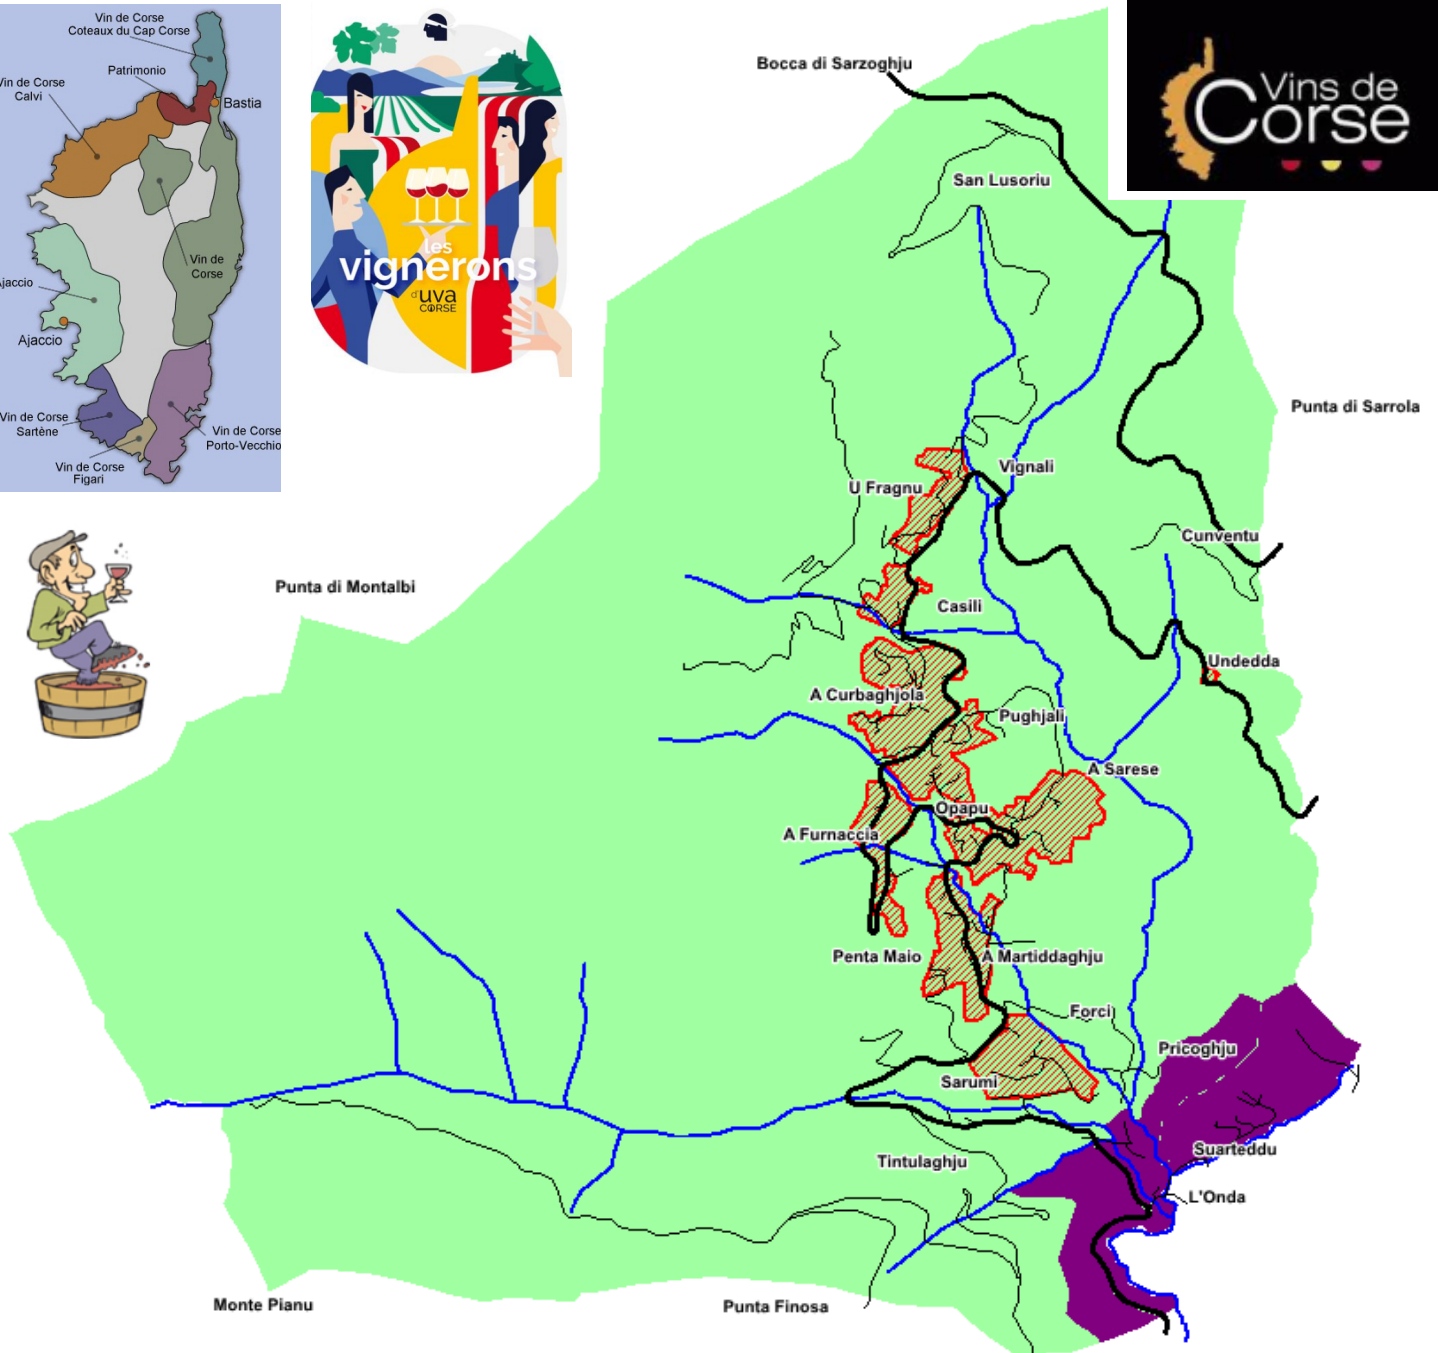 Vin de Corse
Coteaux du Cap Corse
Patrimonio
Vin de Corse
Calvi
Bastia
Vin de
Corse
Ajaccio
Ajaccio
Vin de Corse
Sartène
Vin de Corse
Porto-Vecchio
Vin de Corse
Figari
les
vignerons
d'uva
CORSE
Vins de
Corse
Bocca di Sarzoghju
San Lusoriu
Punta di Sarrola
Vignali
U Fragnu
Cunventu
Punta di Montalbi
Casili
Undedda
A Curbaghjola
Pughjali
A Sarese
Opapu
A Furnaccia
Penta Maio
A Martiddaghju
Forci
Pricoghju
Sarumi
Suarteddu
Tintulaghju
L'Onda
Monte Pianu
Punta Finosa